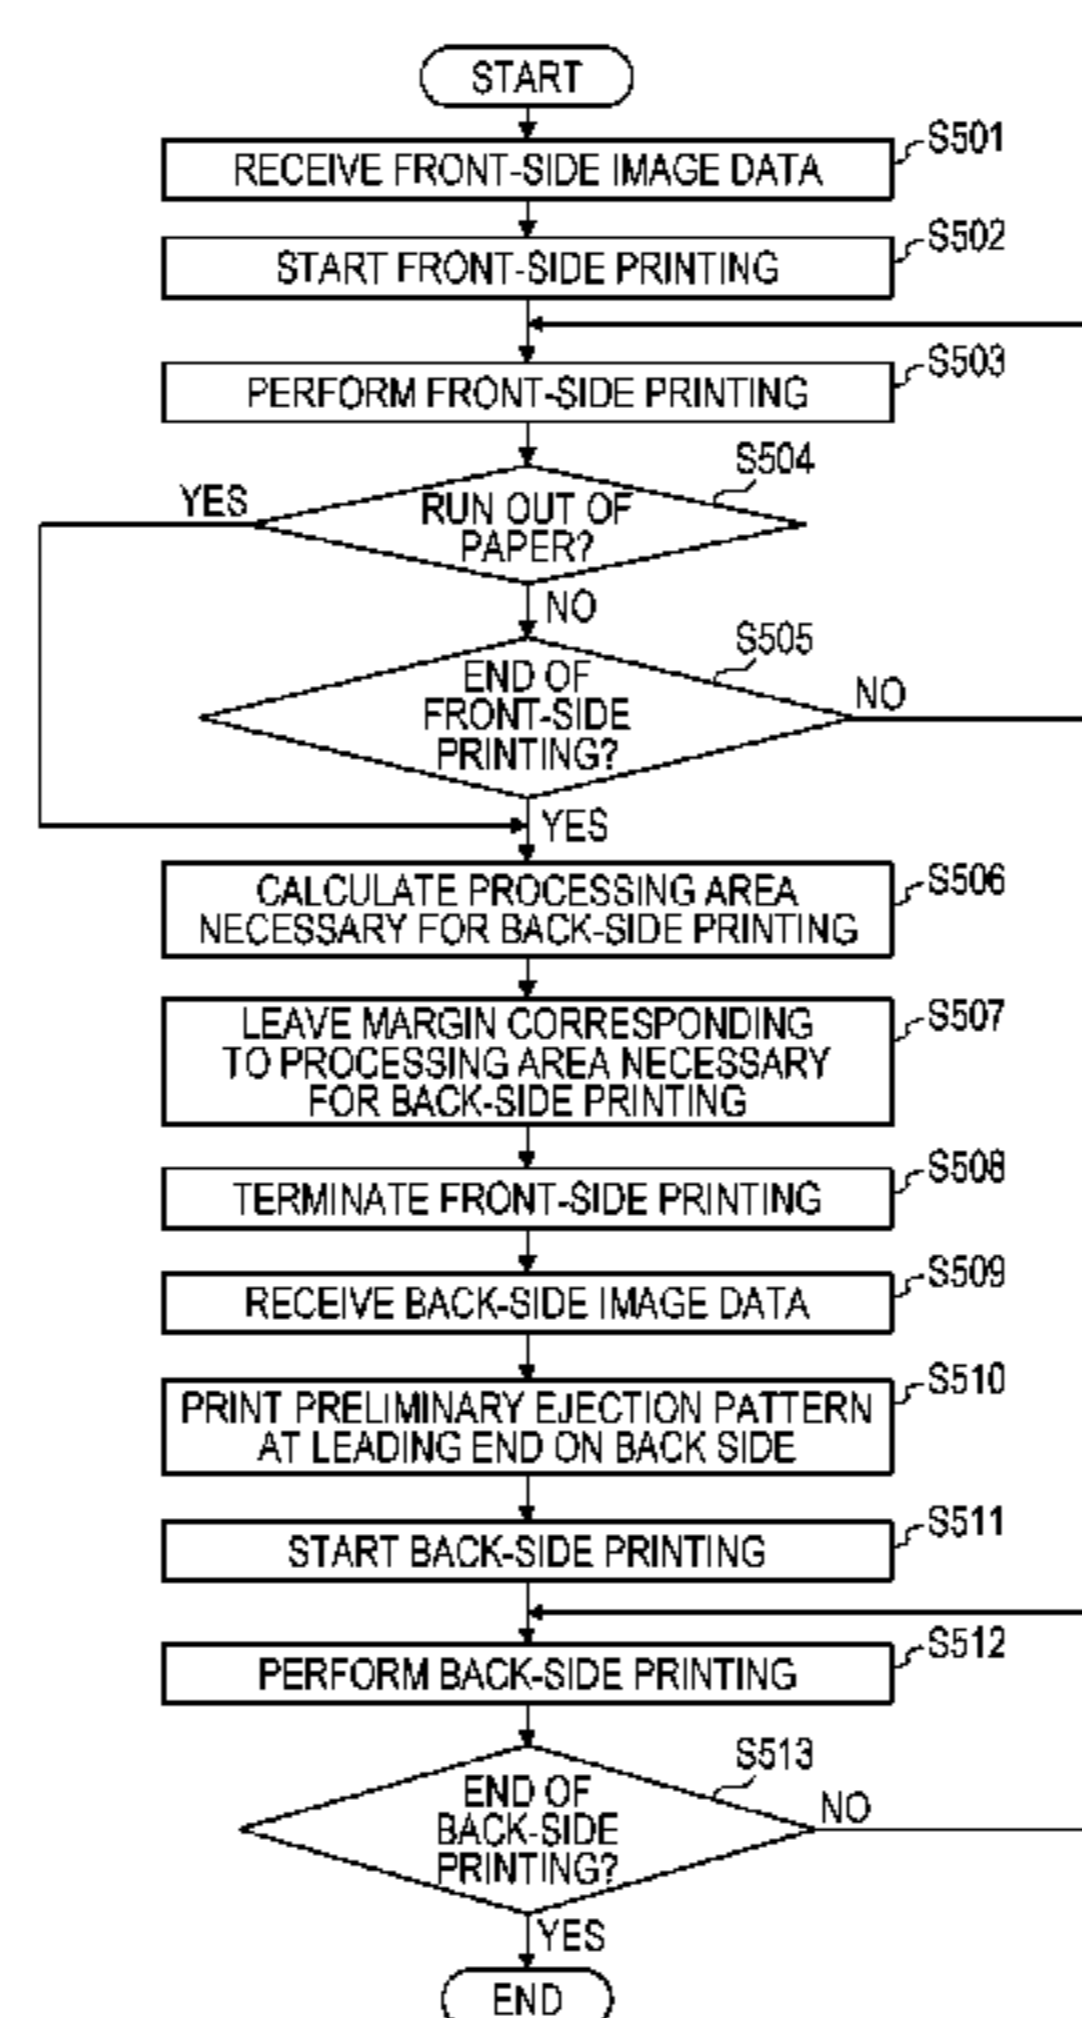 START
S501
RECEIVE FRONT-SIDE IMAGE DATA
S502
START FRONT-SIDE PRINTING
S503
PERFORM FRONT-SIDE PRINTING
S504
YES
RUN OUT OF
PAPER?
NO
S505
END OF
FRONT-SIDE
PRINTING?
NO
YES
S506
CALCULATE PROCESSING AREA
NECESSARY FOR BACK-SIDE PRINTING
S507
LEAVE MARGIN CORRESPONDING
TO PROCESSING AREA NECESSARY
FOR BACK-SIDE PRINTING
S508
TERMINATE FRONT-SIDE PRINTING
S509
RECEIVE BACK-SIDE IMAGE DATA
S510
PRINT PRELIMINARY EJECTION PATTERN
AT LEADING END ON BACK SIDE
S511
START BACK-SIDE PRINTING
S512
PERFORM BACK-SIDE PRINTING
S513
END OF
BACK-SIDE
PRINTING?
NO
YES
END